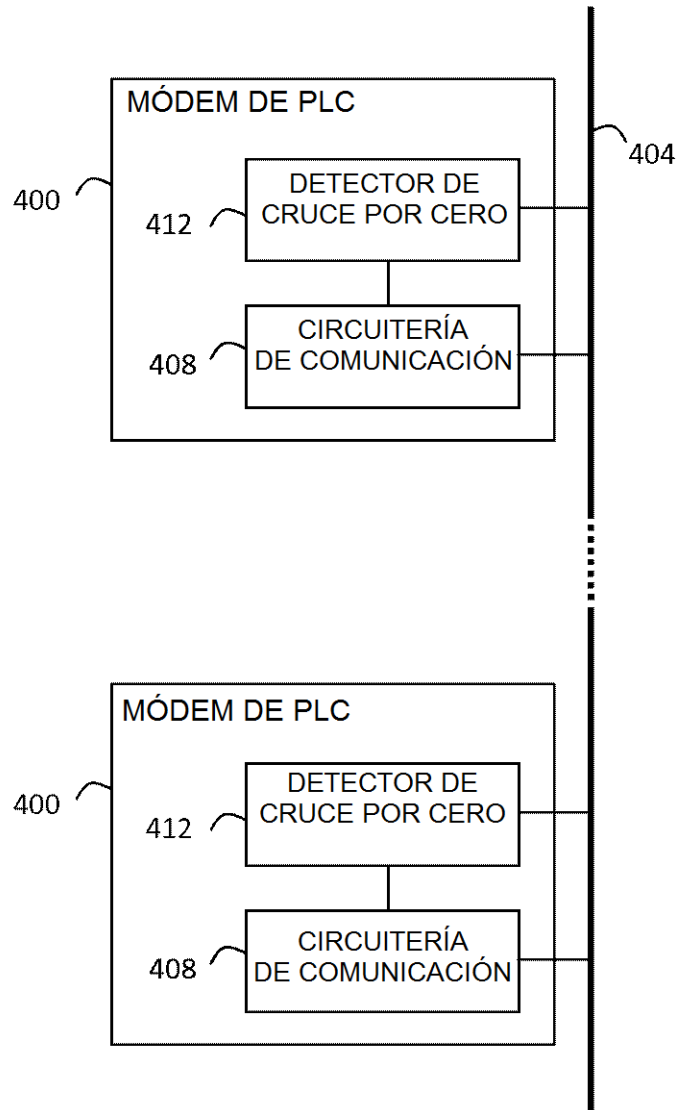 MÓDEM DE PLC
404
400
DETECTOR DE
CRUCE POR CERO
412
CIRCUITERÍA
DE COMUNICACIÓN
408
MÓDEM DE PLC
400
DETECTOR DE
CRUCE POR CERO
412
CIRCUITERÍA
DE COMUNICACIÓN
408